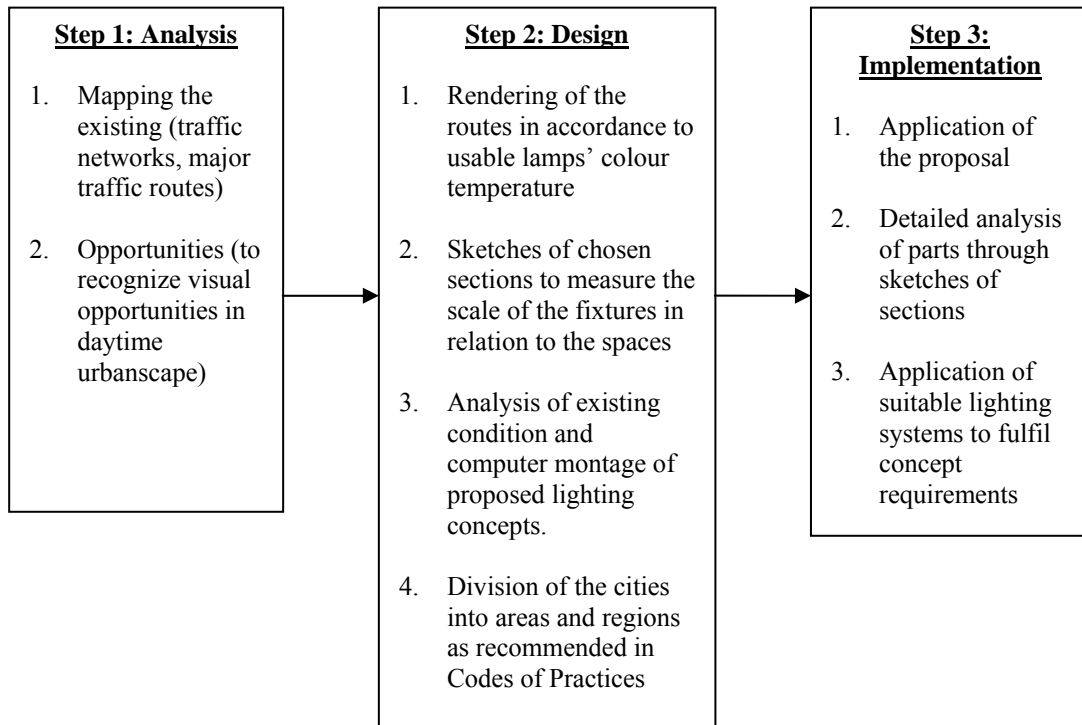 Step 1: Analysis
1. Mapping the
existing (traffic
networks, major
traffic routes)
2. Opportunities (to
recognize visual
opportunities in
daytime
urbanscape)
Step 2: Design
1. Rendering of the
routes in accordance to
usable lamps’ colour
temperature
2. Sketches of chosen
sections to measure the
scale of the fixtures in
relation to the spaces
3. Analysis of existing
condition and
computer montage of
proposed lighting
concepts.
4. Division of the cities
into areas and regions
as recommended in
Codes of Practices
Step 3:
Implementation
1. Application of
the proposal
2. Detailed analysis
of parts through
sketches of
sections
3. Application of
suitable lighting
systems to fulfil
concept
requirements